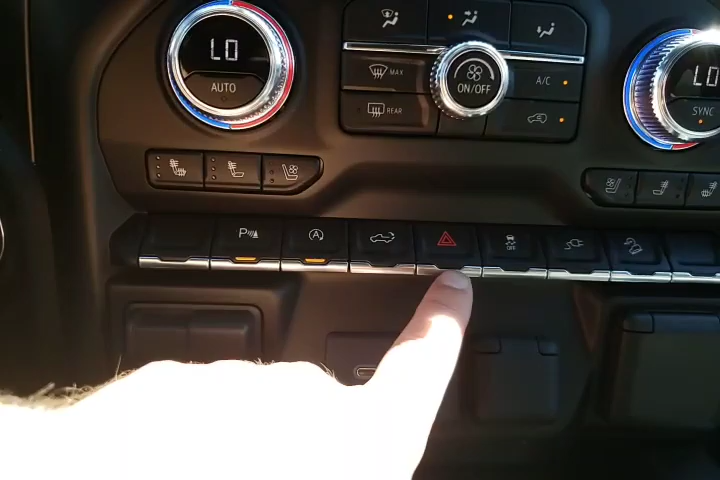 LO
AUTO
MAX
REAR
ON/OFF
A/C
LO
SYNC
P
A
OFF